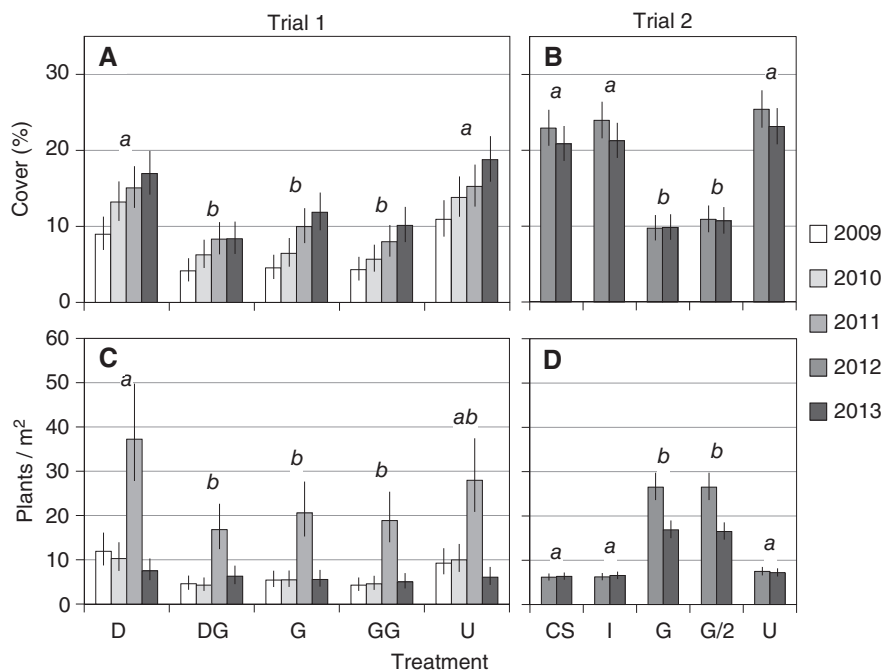 Trial 1
Trial 2
A
B
30
20
10
0
Cover (%)
a
b
b
b
a
a
a
b
b
a
2009
2010
2011
2012
2013
C
D
60
50
40
30
20
10
0
Plants / m²
a
b
b
b
ab
a
a
b
b
a
D DG G GG U
CS I G G/2 U
Treatment